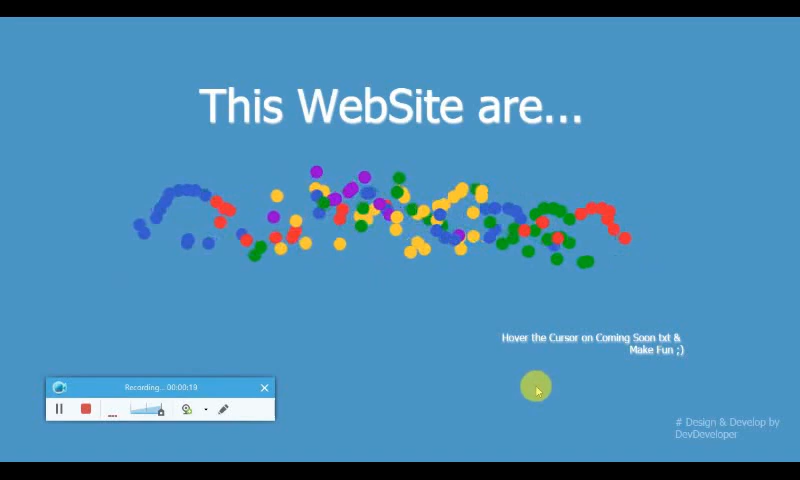 This WebSite are...
Hover the Cursor on Coming Soon txt &
Make Fun ;)
Recording... 00:00:19
# Design & Develop by
DevDeveloper